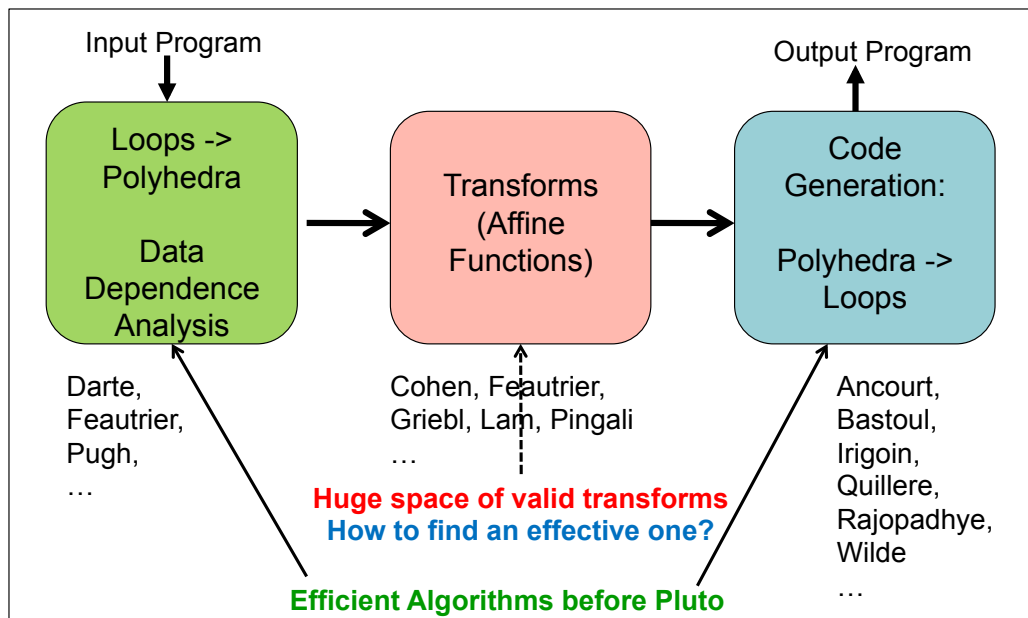 Input Program
Output Program
Loops ->
Polyhedra
Data
Dependence
Analysis
Transforms
(Affine
Functions)
Code
Generation:
Polyhedra ->
Loops
Darte,
Feautrier,
Pugh,
…
Cohen, Feautrier,
Griebl, Lam, Pingali
…
Ancourt,
Bastoul,
Irigoin,
Quillere,
Rajopadhye,
Wilde
…
Huge space of valid transforms
How to find an effective one?
Efficient Algorithms before Pluto